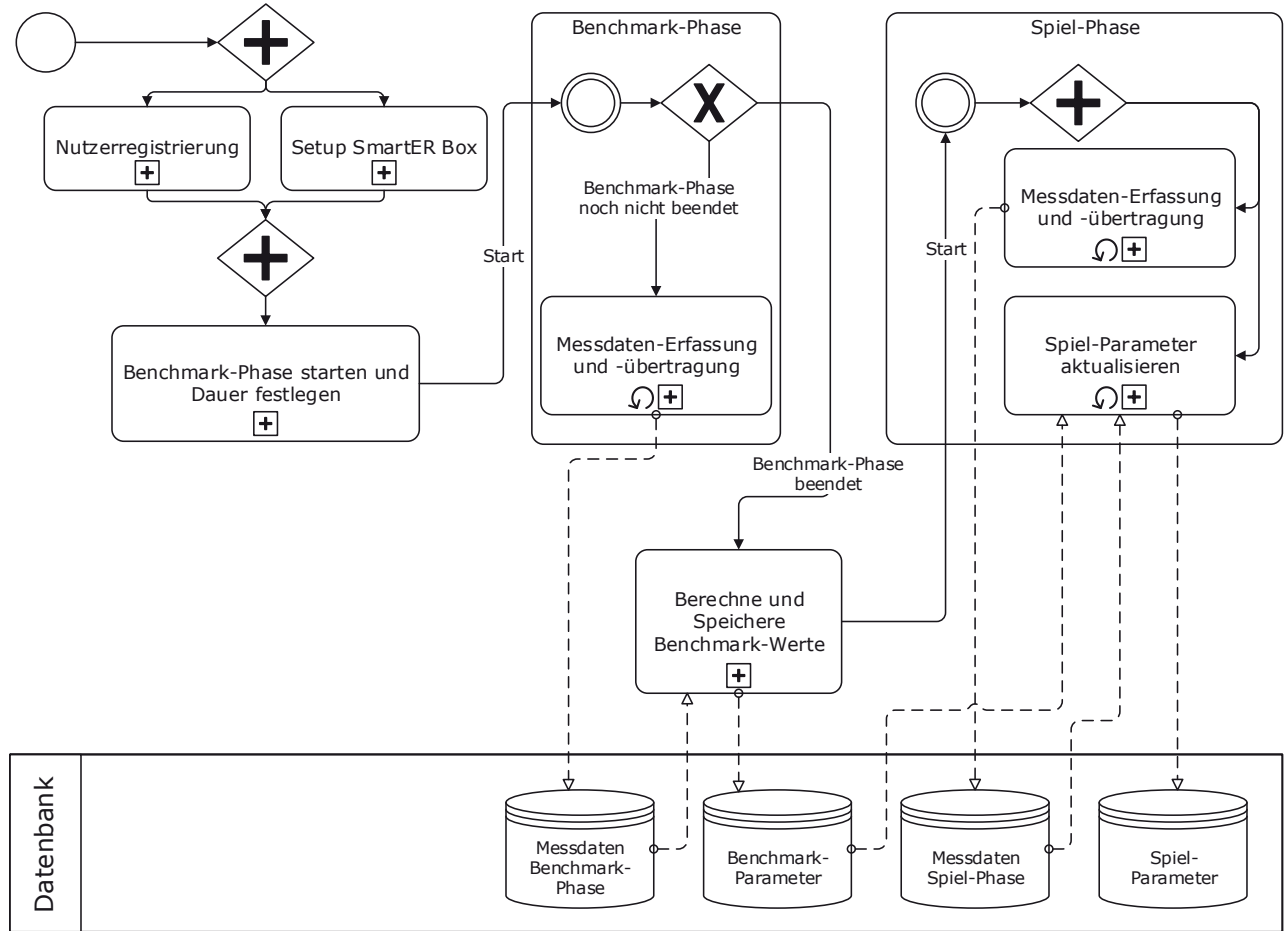 Benchmark-Phase
Spiel-Phase
Nutzerregistrierung
Setup SmartER Box
Benchmark-Phase
noch nicht beendet
Messdaten-Erfassung
und -übertragung
Start
Start
Messdaten-Erfassung
und -übertragung
Spiel-Parameter
aktualisieren
Benchmark-Phase starten und
Dauer festlegen
Benchmark-Phase
beendet
Berechne und
Speichere
Benchmark-Werte
Datenbank
Messdaten
Benchmark-
Phase
Benchmark-
Parameter
Messdaten
Spiel-Phase
Spiel-
Parameter